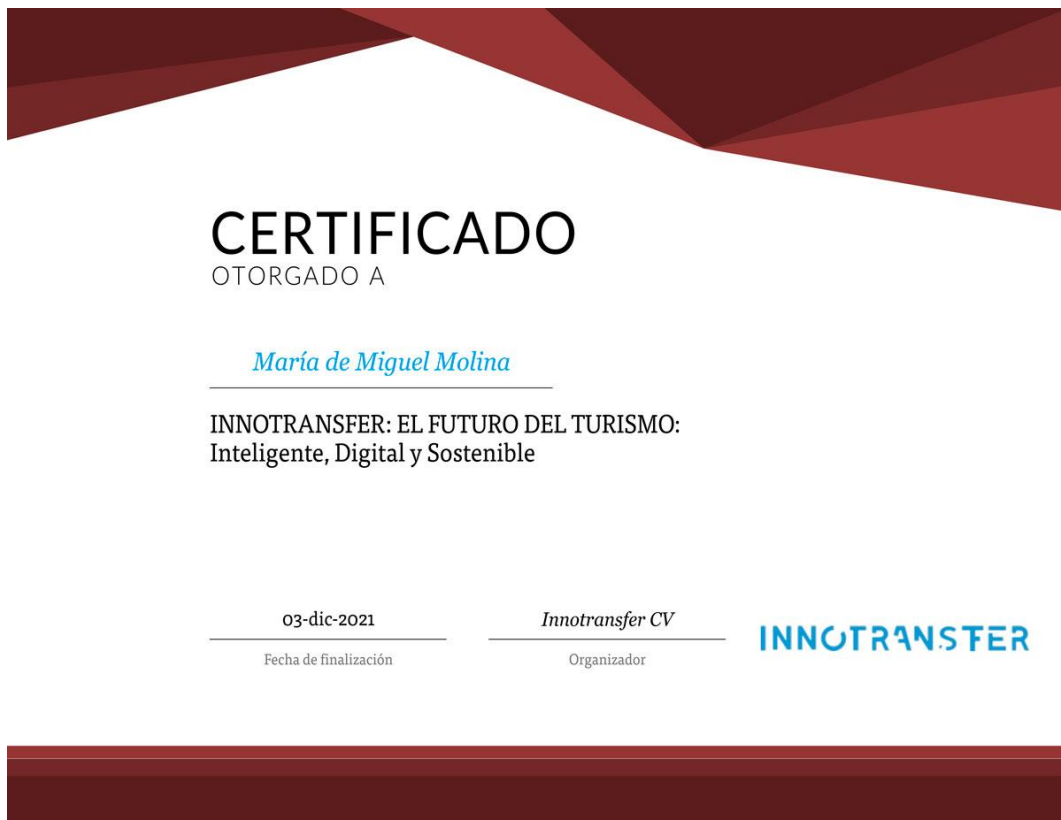 CERTIFICADO
OTORGADO A
María de Miguel Molina
INNOTRANSFER: EL FUTURO DEL TURISMO:
Inteligente, Digital y Sostenible
03-dic-2021
Fecha de finalización
Innotransfer CV
Organizador
INNOTRANSFER